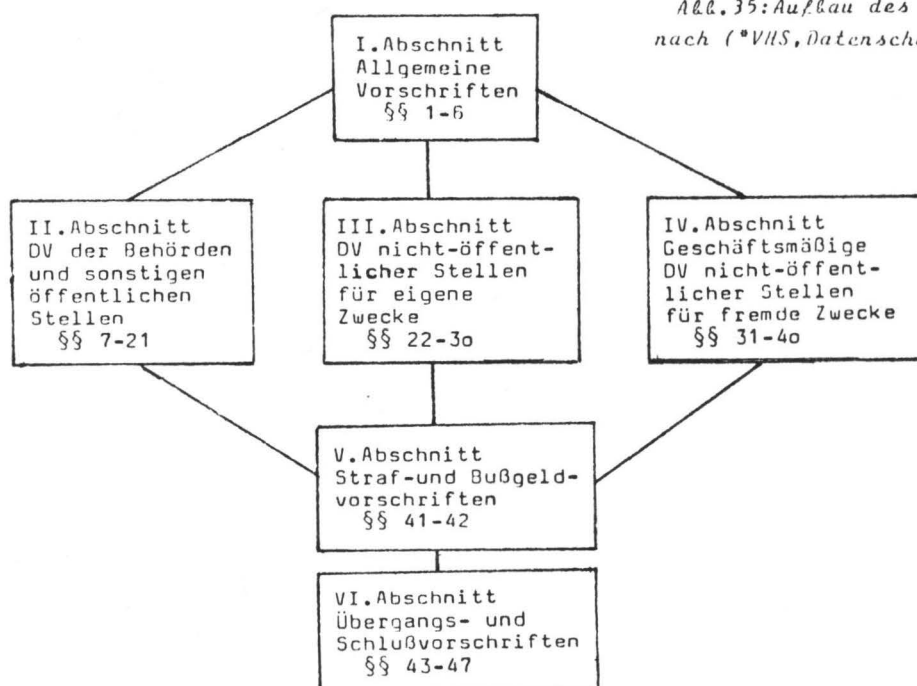 Abb.35:Aufbau des
nach (*VHS,Datensch
I.Abschnitt
Allgemeine
Vorschriften
§§ 1-6
II.Abschnitt
DV der Behörden
und sonstigen
öffentlichen
Stellen
§§ 7-21
III.Abschnitt
DV nicht-öffent-
licher Stellen
für eigene
Zwecke
§§ 22-3o
IV.Abschnitt
Geschäftsmäßige
DV nicht-öffent-
licher Stellen
für fremde Zwecke
§§ 31-4o
V.Abschnitt
Straf-und Bußgeld-
vorschriften
§§ 41-42
VI.Abschnitt
Übergangs- und
Schlußvorschriften
§§ 43-47